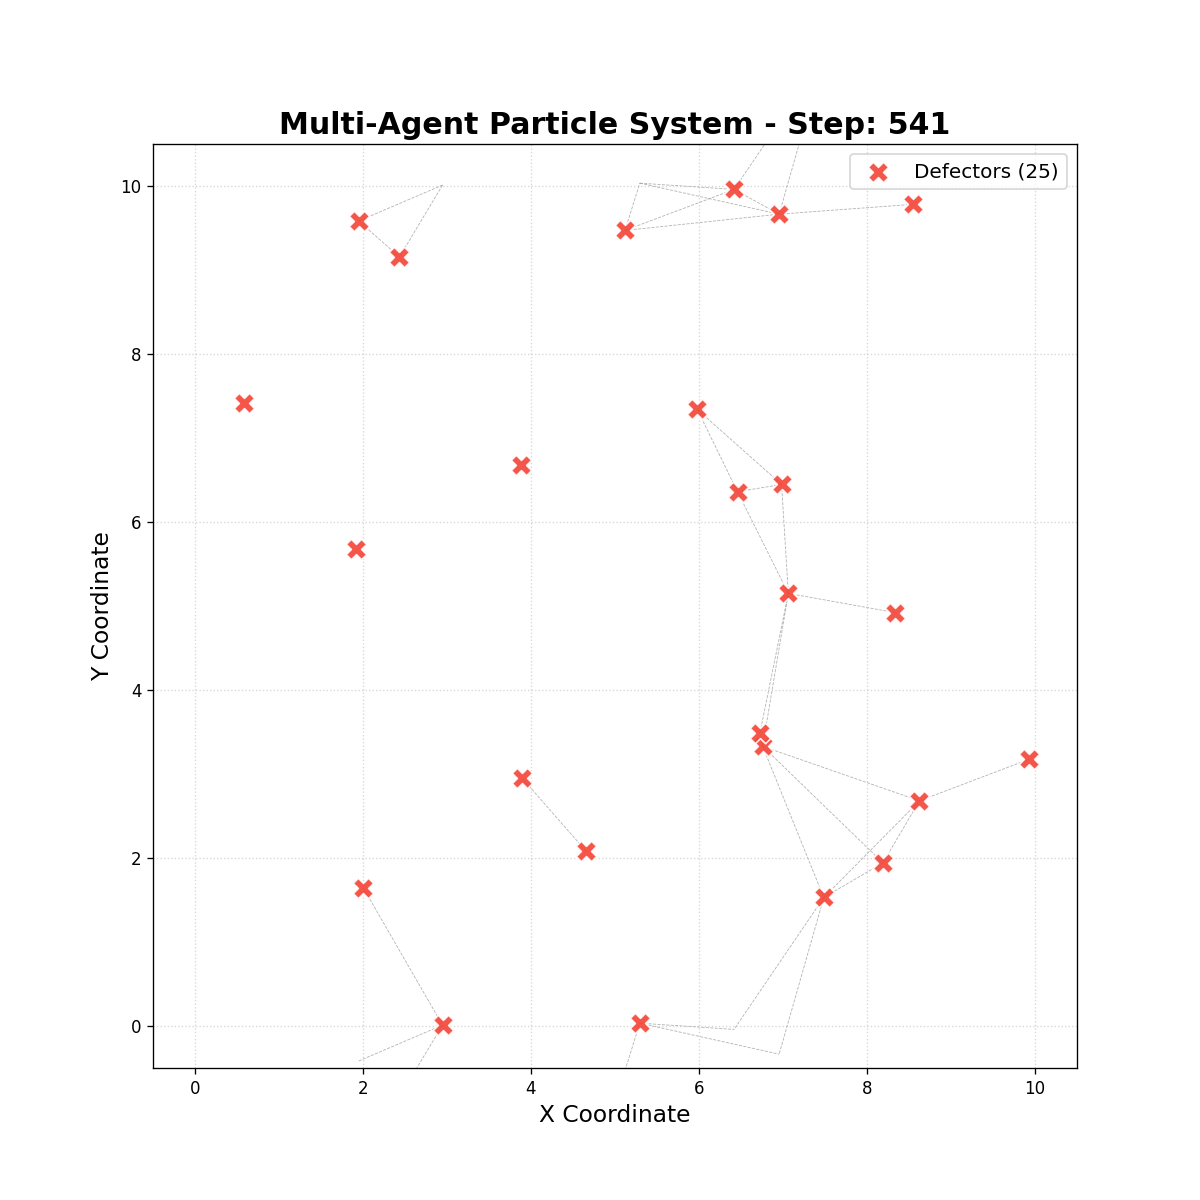 Multi-Agent Particle System - Step: 541
Defectors (25)
10
8
6
4
2
0
Y Coordinate
0 2 4 6 8 10
X Coordinate